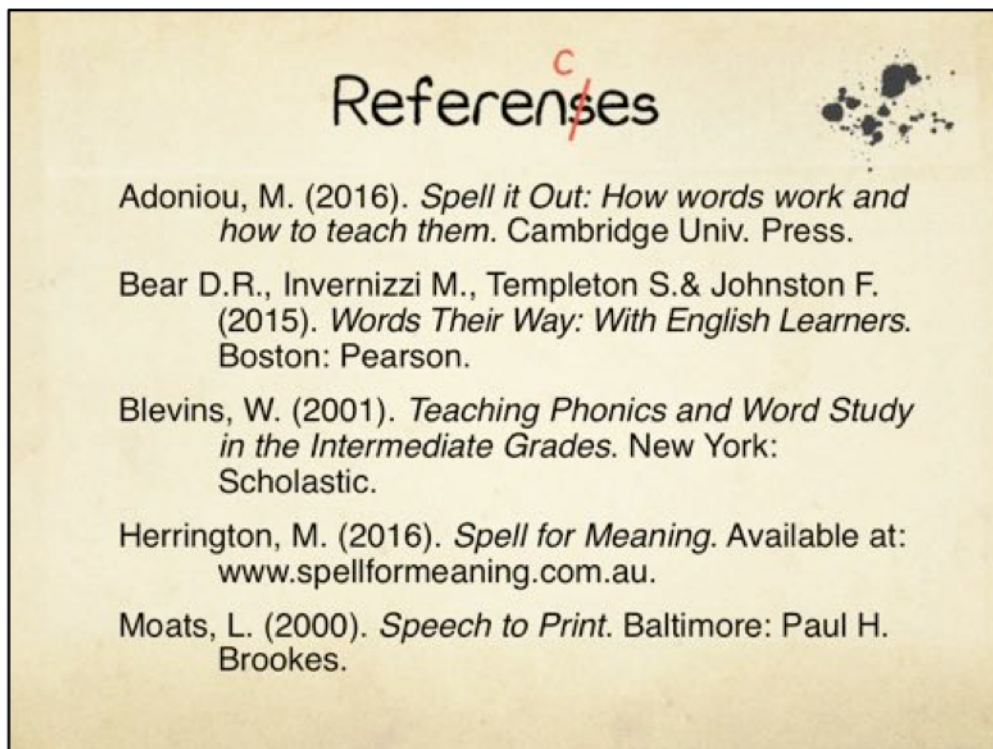 c
Referenses
Adoniou, M. (2016). Spell it Out: How words work and
how to teach them. Cambridge Univ. Press.
Bear D.R., Invernizzi M., Templeton S.& Johnston F.
(2015). Words Their Way: With English Learners.
Boston: Pearson.
Blevins, W. (2001). Teaching Phonics and Word Study
in the Intermediate Grades. New York:
Scholastic.
Herrington, M. (2016). Spell for Meaning. Available at:
www.spellformeaning.com.au.
Moats, L. (2000). Speech to Print. Baltimore: Paul H.
Brookes.